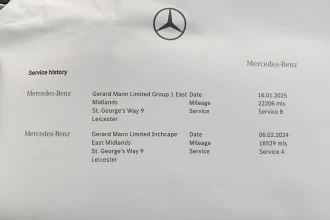 Mercedes-Benz
Service history
Mercedes-Benz Gerard Mann Limited Group 1 East Date 16.01.2025
Midlands Mileage 22206 mls
St. George's Way 9 Service Service B
Leicester
Mercedes-Benz Gerard Mann Limited Inchcape Date 06.02.2024
East Midlands Mileage 16529 mls
St. George's Way 9 Service Service A
Leicester